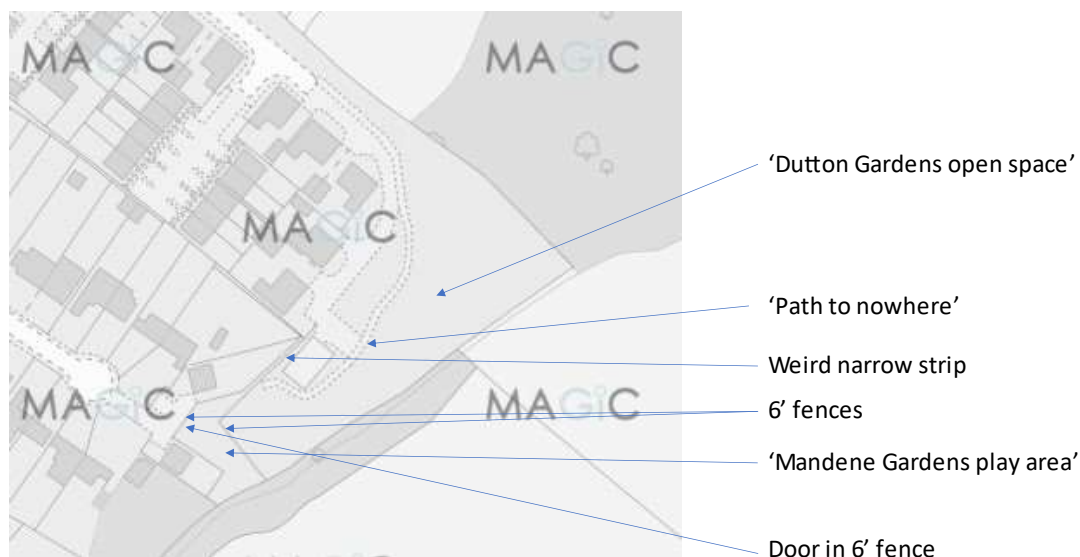 MAGiC
MAGiC
‘Dutton Gardens open space’
MAGiC
‘Path to nowhere’
Weird narrow strip
MAGiC
MAGiC
6’ fences
‘Mandene Gardens play area’
Door in 6’ fence
MAGiC